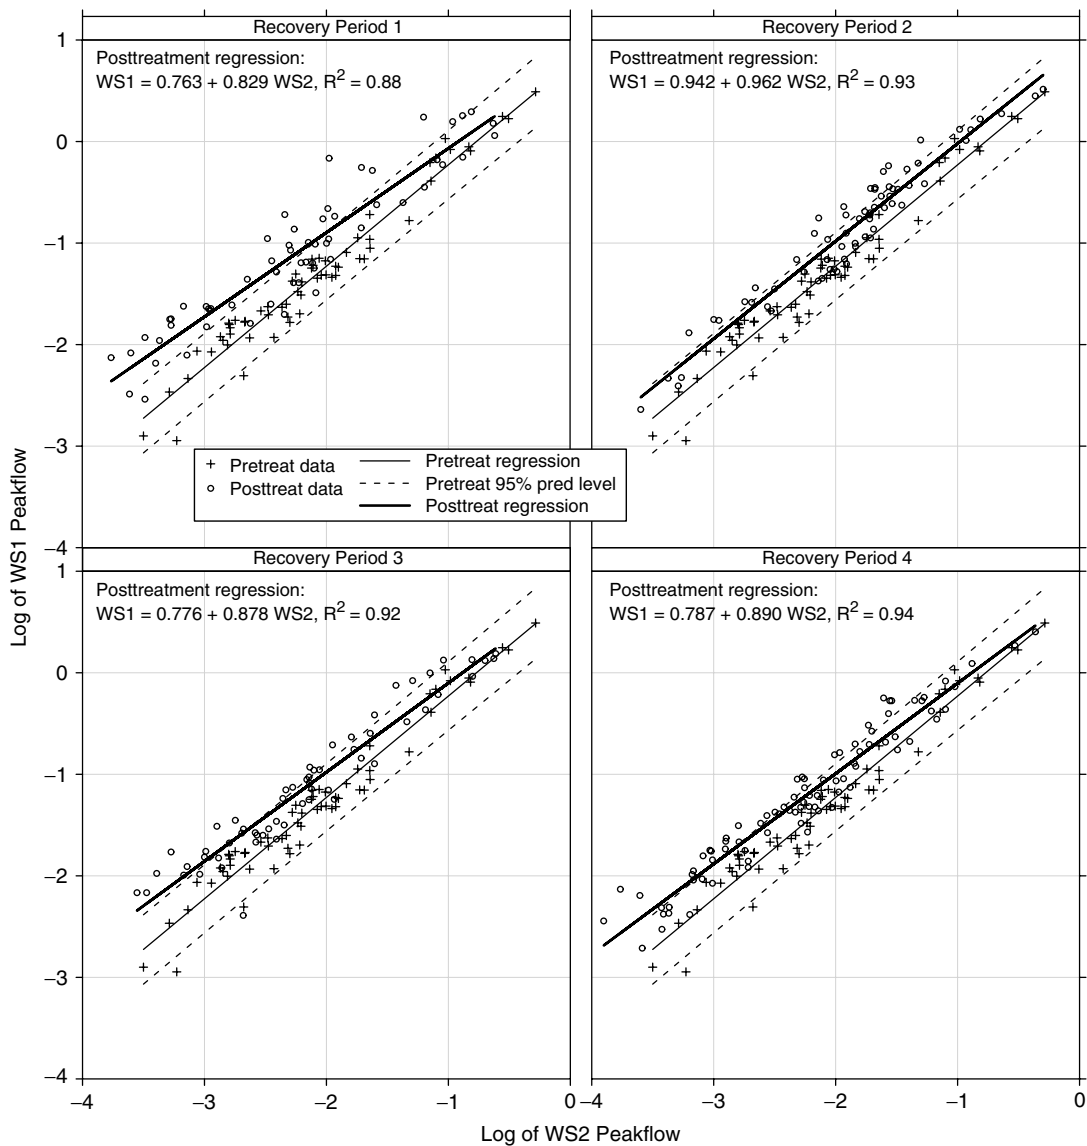 Recovery Period 1
Recovery Period 2
Posttreatment regression:
WS1 = 0.763 + 0.829 WS2, R² = 0.88
Posttreatment regression:
WS1 = 0.942 + 0.962 WS2, R² = 0.93
1
0
−1
−2
−3
−4
+ Pretreat data
Pretreat regression
Posttreat data
Pretreat 95% pred level
Posttreat regression
Log of WS1 Peakflow
Recovery Period 3
Recovery Period 4
Posttreatment regression:
WS1 = 0.776 + 0.878 WS2, R² = 0.92
Posttreatment regression:
WS1 = 0.787 + 0.890 WS2, R² = 0.94
1
0
−1
−2
−3
−4
−4 −3 −2 −1 0 −4 −3 −2 −1 0
Log of WS2 Peakflow